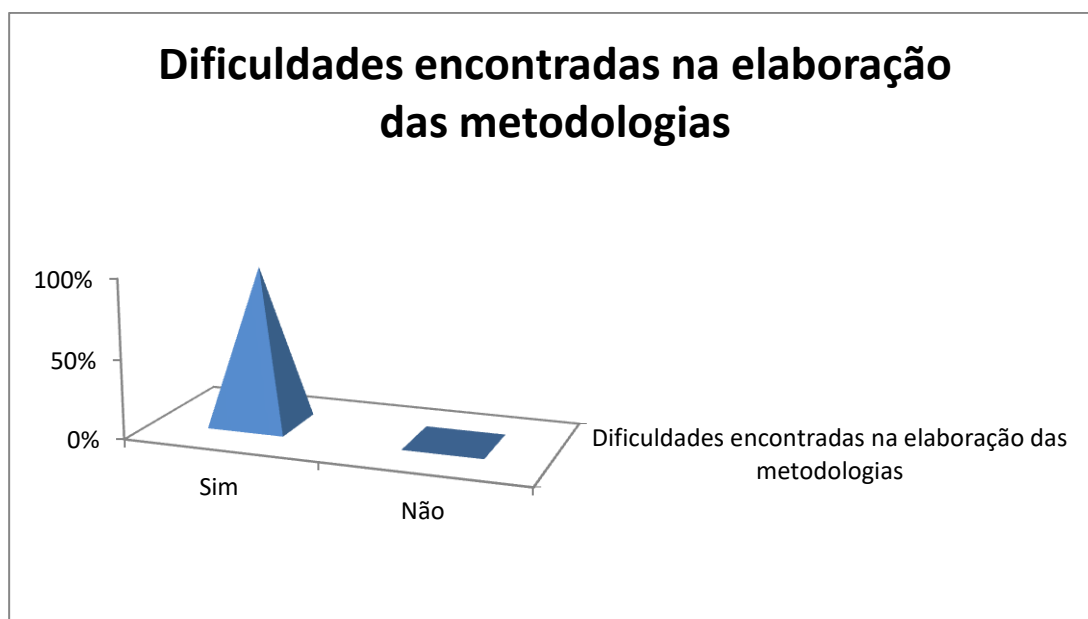 Dificuldades encontradas na elaboração
das metodologias
100%
50%
0%
Sim
Não
Dificuldades encontradas na elaboração das
metodologias